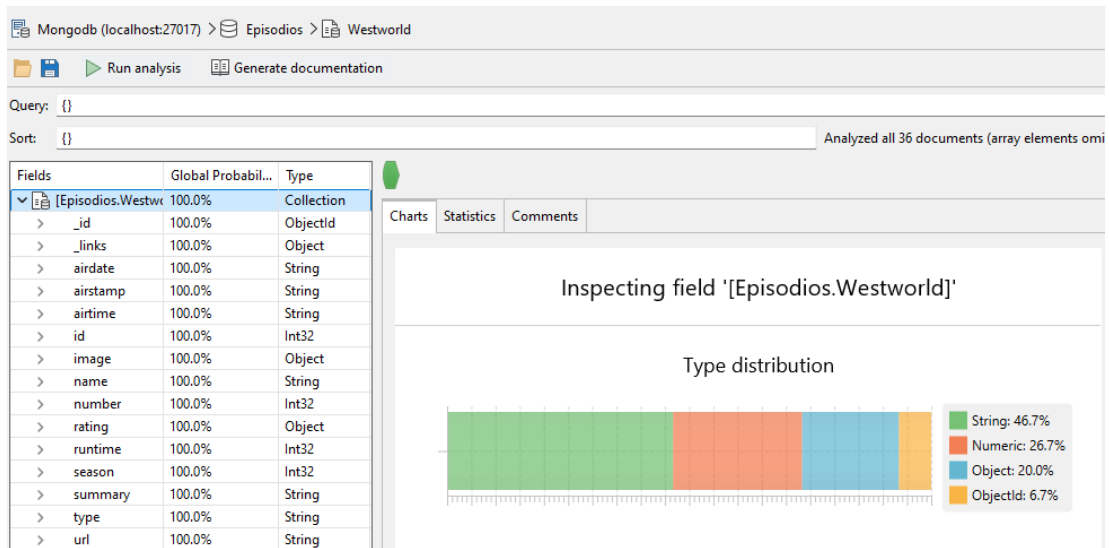 Mongodb (localhost:27017) Episodios Westworld
Run analysis Generate documentation
Query: {}
Sort: {} Analyzed all 36 documents (array elements omi
Fields Global Probabil... Type
[Episodios.Westwo 100.0% Collection
_id 100.0% ObjectId
_links 100.0% Object
airdate 100.0% String
airstamp 100.0% String
airtime 100.0% String
id 100.0% Int32
image 100.0% Object
name 100.0% String
number 100.0% Int32
rating 100.0% Object
runtime 100.0% Int32
season 100.0% Int32
summary 100.0% String
type 100.0% String
url 100.0% String
Charts Statistics Comments
Inspecting field '[Episodios.Westworld]'
Type distribution
String: 46.7%
Numeric: 26.7%
Object: 20.0%
ObjectId: 6.7%